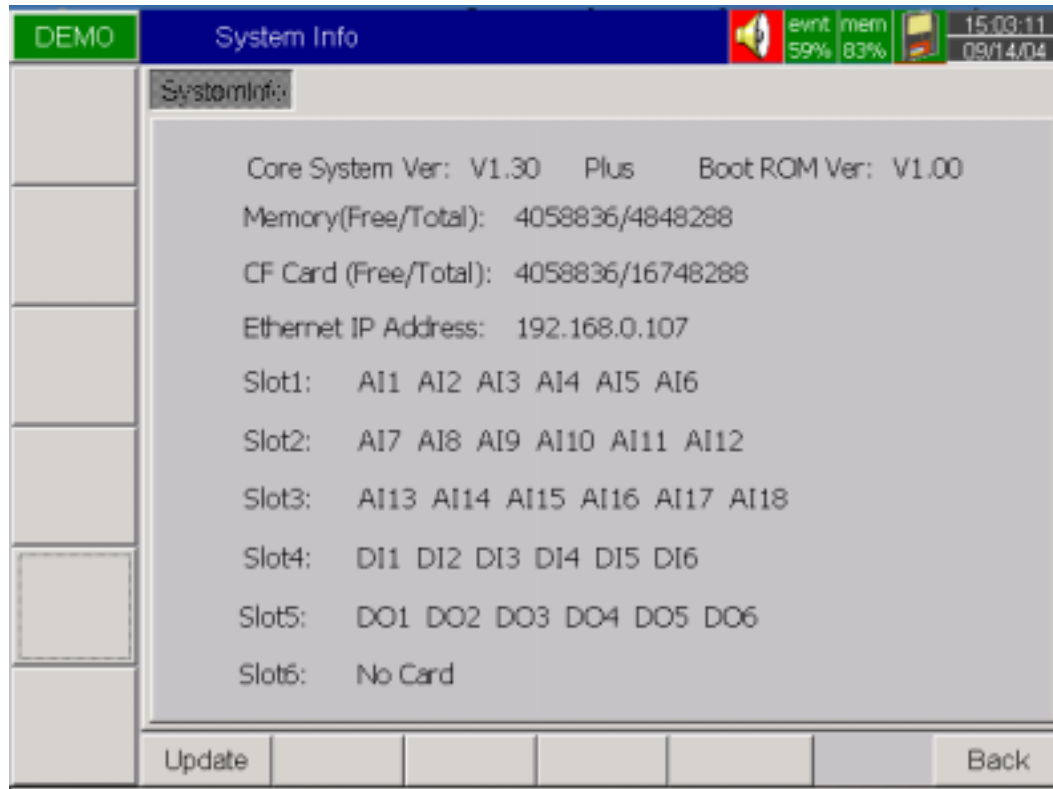 DEMO System Info evnt mem 15:03:11
59% 83% 09/14/04
SystemInfo
Core System Ver: V1.30 Plus Boot ROM Ver: V1.00
Memory(Free/Total): 4058836/4848288
CF Card (Free/Total): 4058836/16748288
Ethernet IP Address: 192.168.0.107
Slot1: AI1 AI2 AI3 AI4 AI5 AI6
Slot2: AI7 AI8 AI9 AI10 AI11 AI12
Slot3: AI13 AI14 AI15 AI16 AI17 AI18
Slot4: DI1 DI2 DI3 DI4 DI5 DI6
Slot5: DO1 DO2 DO3 DO4 DO5 DO6
Slot6: No Card
Update Back